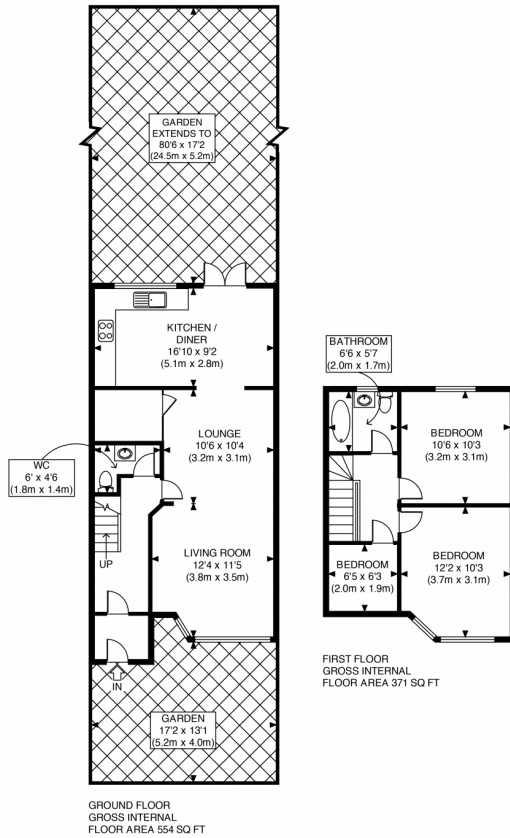 GARDEN
EXTENDS TO
80'6 x 17'2
(24.5m x 5.2m)
KITCHEN /
DINER
16'10 x 9'2
(5.1m x 2.8m)
LOUNGE
10'6 x 10'4
(3.2m x 3.1m)
WC
6' x 4'6
(1.8m x 1.4m)
UP
LIVING ROOM
12'4 x 11'5
(3.8m x 3.5m)
IN
GARDEN
17'2 x 13'1
(5.2m x 4.0m)
GROUND FLOOR
GROSS INTERNAL
FLOOR AREA 554 SQ FT
BATHROOM
6'6 x 5'7
(2.0m x 1.7m)
BEDROOM
10'6 x 10'3
(3.2m x 3.1m)
BEDROOM
6'5 x 6'3
(2.0m x 1.9m)
BEDROOM
12'2 x 10'3
(3.7m x 3.1m)
FIRST FLOOR
GROSS INTERNAL
FLOOR AREA 371 SQ FT